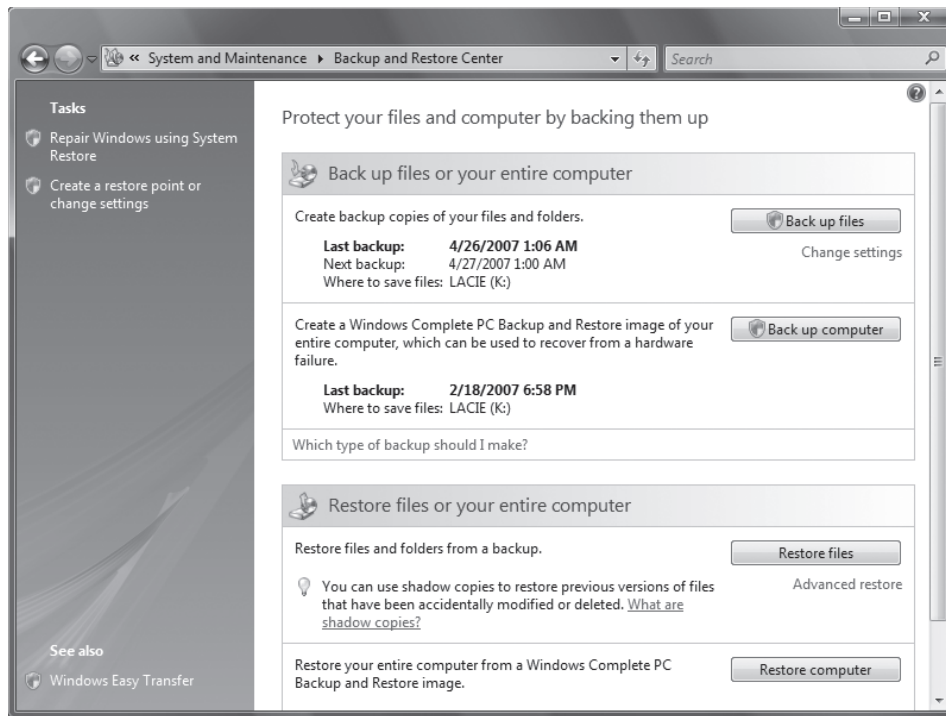 « System and Maintenance ▸ Backup and Restore Center
Search
Tasks
Repair Windows using System
Restore
Create a restore point or
change settings
See also
Windows Easy Transfer
Protect your files and computer by backing them up
Back up files or your entire computer
Create backup copies of your files and folders.
Back up files
Last backup: 4/26/2007 1:06 AM
Change settings
Next backup: 4/27/2007 1:00 AM
Where to save files: LACIE (K:)
Create a Windows Complete PC Backup and Restore image of your
entire computer, which can be used to recover from a hardware
failure.
Back up computer
Last backup: 2/18/2007 6:58 PM
Where to save files: LACIE (K:)
Which type of backup should I make?
Restore files or your entire computer
Restore files and folders from a backup.
Restore files
You can use shadow copies to restore previous versions of files
that have been accidentally modified or deleted. What are
shadow copies?
Advanced restore
Restore your entire computer from a Windows Complete PC
Backup and Restore image.
Restore computer